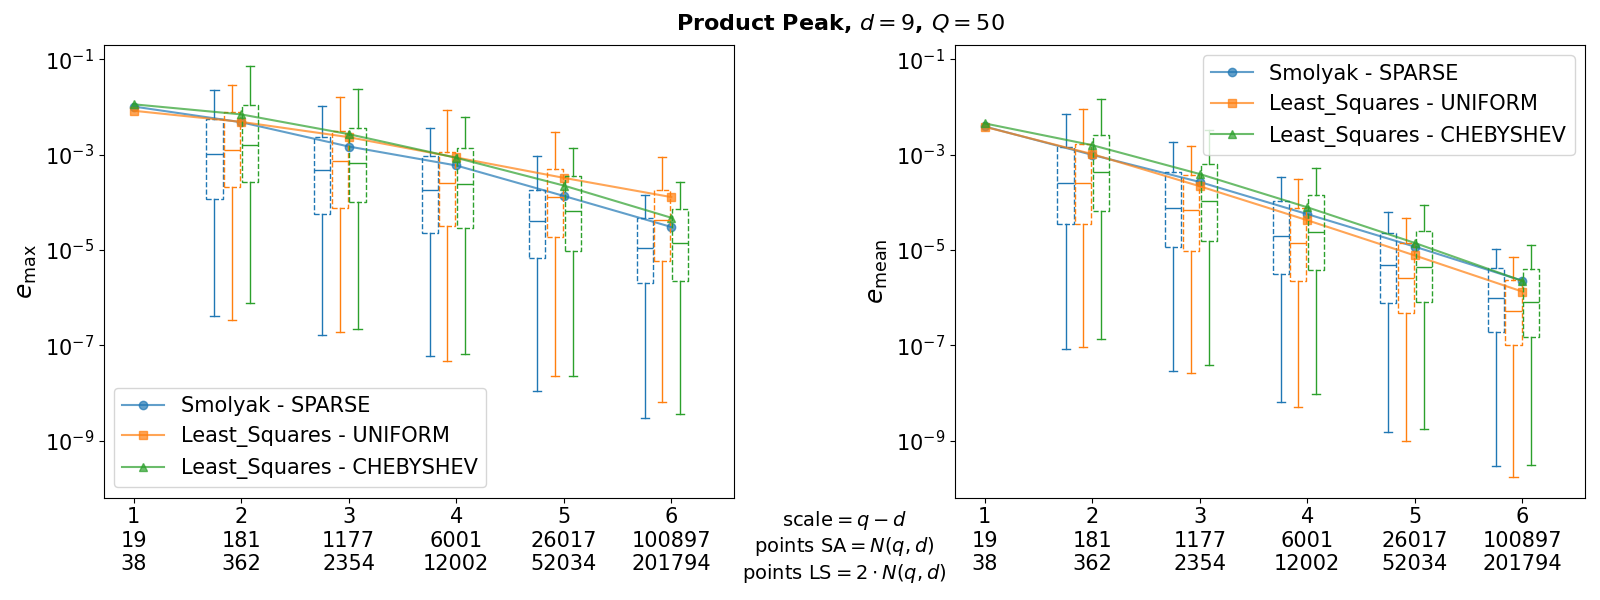 Product Peak, d = 9, Q = 50
10⁻¹
10⁻³
10⁻⁵
10⁻⁷
10⁻⁹
e_max
Smolyak - SPARSE
Least_Squares - UNIFORM
Least_Squares - CHEBYSHEV
1 2 3 4 5 6
19 181 1177 6001 26017 100897
38 362 2354 12002 52034 201794
scale = q − d
points SA = N(q, d)
points LS = 2 · N(q, d)
10⁻¹
10⁻³
10⁻⁵
10⁻⁷
10⁻⁹
e_mean
Smolyak - SPARSE
Least_Squares - UNIFORM
Least_Squares - CHEBYSHEV
1 2 3 4 5 6
19 181 1177 6001 26017 100897
38 362 2354 12002 52034 201794